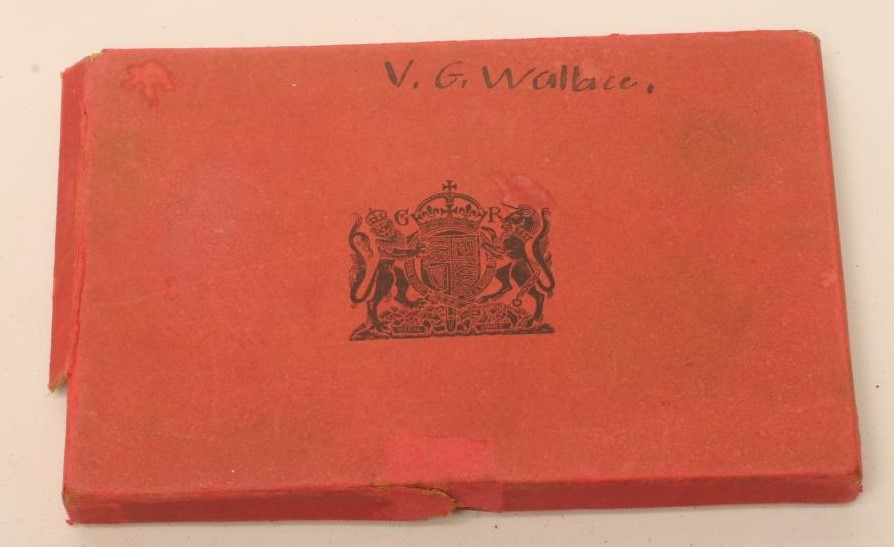 V. G. Wallace.
G R